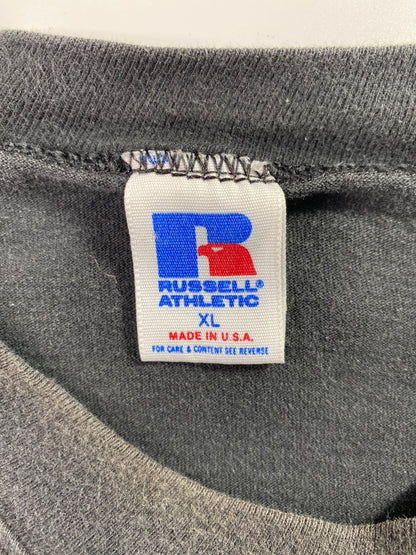 RUSSELL®
ATHLETIC
XL
MADE IN U.S.A.
FOR CARE & CONTENT SEE REVERSE